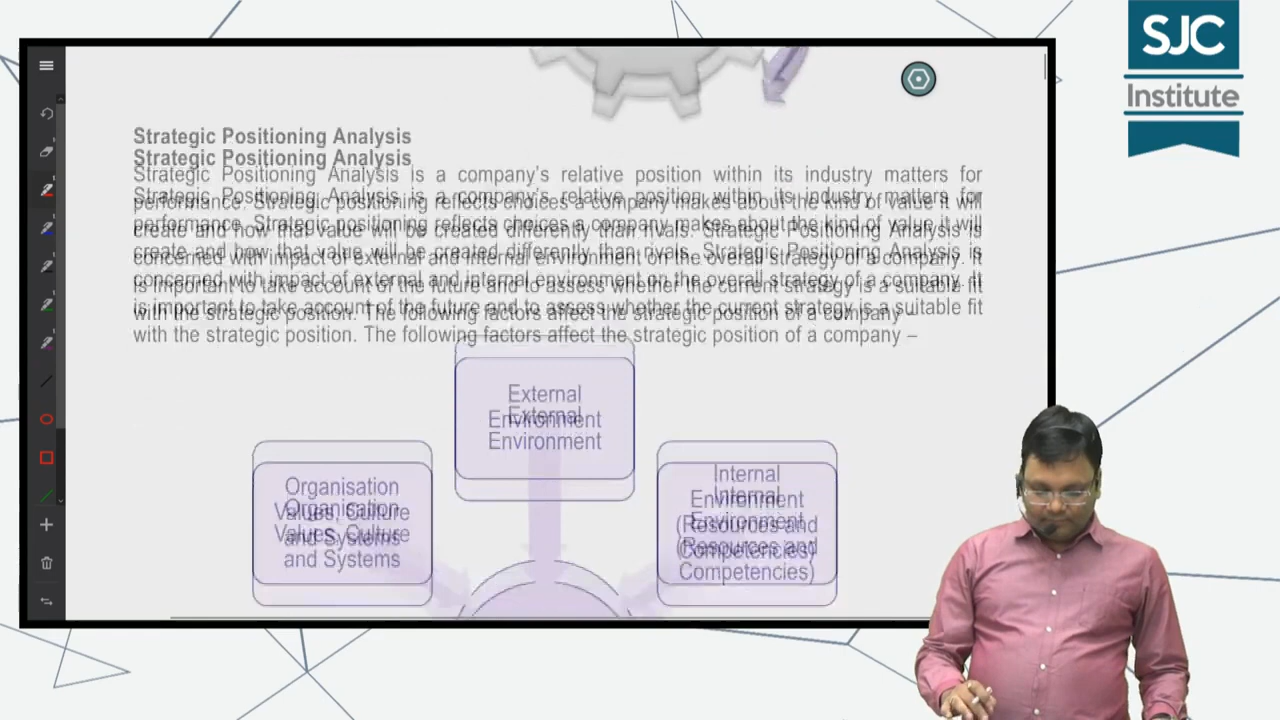 SJC
Institute
Strategic Positioning Analysis
Strategic Positioning Analysis is a company's relative position within its industry matters for
performance. Strategic positioning reflects choices a company makes about the kind of value it will
create and how that value will be created differently than rivals. Strategic Positioning Analysis is
concerned with impact of external and internal environment on the overall strategy of a company. It
is important to take account of the future and to assess whether the current strategy is a suitable fit
with the strategic position. The following factors affect the strategic position of a company –
External
Environment
Organisation
Values, Culture
and Systems
Internal
Environment
(Resources and
Competencies)